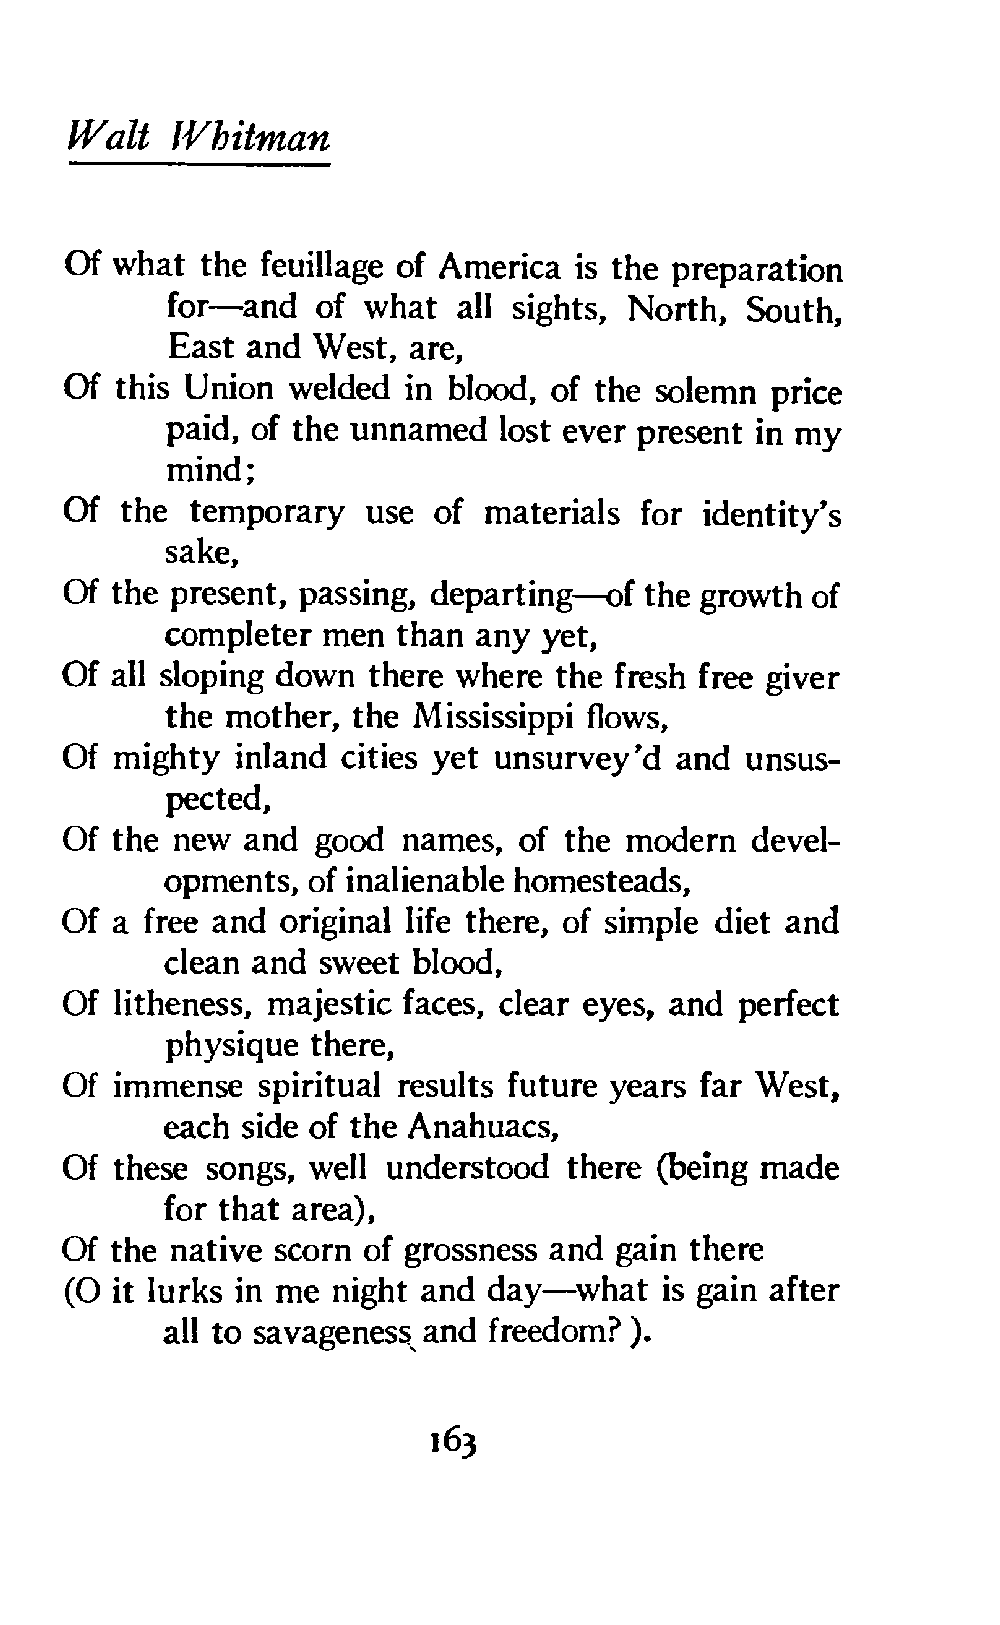 Walt Whitman
Of what the feuillage of America is the preparation
for—and of what all sights, North, South,
East and West, are,
Of this Union welded in blood, of the solemn price
paid, of the unnamed lost ever present in my
mind;
Of the temporary use of materials for identity's
sake,
Of the present, passing, departing—of the growth of
completer men than any yet,
Of all sloping down there where the fresh free giver
the mother, the Mississippi flows,
Of mighty inland cities yet unsurvey'd and unsus-
pected,
Of the new and good names, of the modern devel-
opments, of inalienable homesteads,
Of a free and original life there, of simple diet and
clean and sweet blood,
Of litheness, majestic faces, clear eyes, and perfect
physique there,
Of immense spiritual results future years far West,
each side of the Anahuacs,
Of these songs, well understood there (being made
for that area),
Of the native scorn of grossness and gain there
(O it lurks in me night and day—what is gain after
all to savageness and freedom?).
163